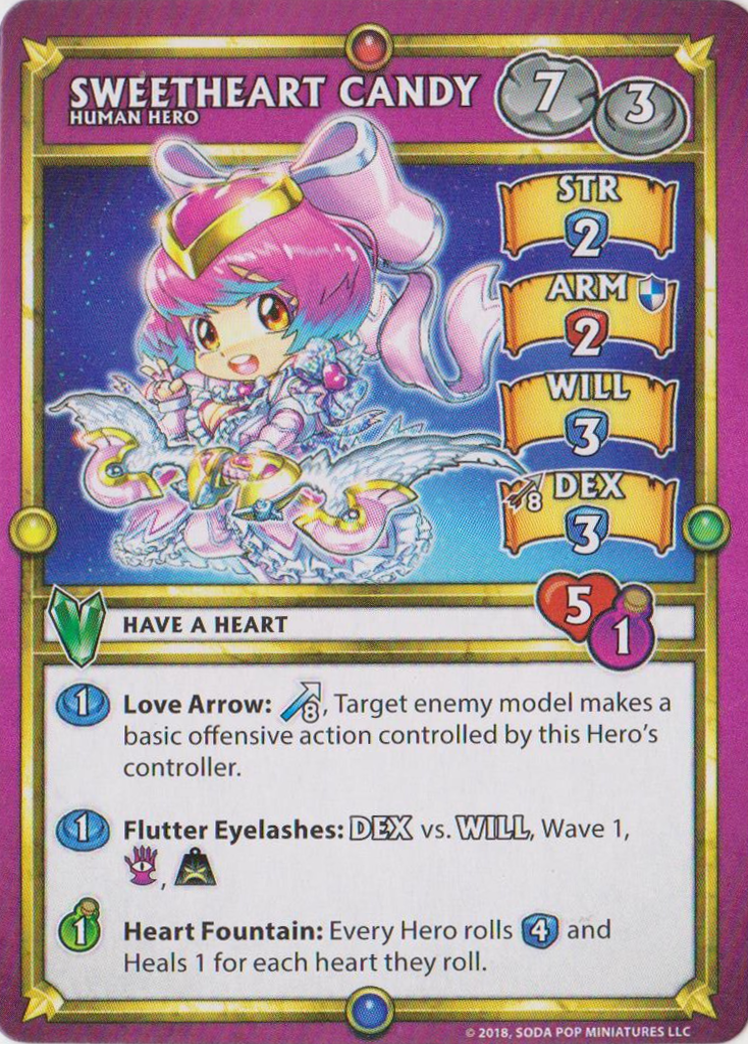 SWEETHEART CANDY
HUMAN HERO
7
3
STR
2
ARM
2
WILL
3
8
DEX
3
HAVE A HEART
5
1
1 Love Arrow: 8, Target enemy model makes a
basic offensive action controlled by this Hero's
controller.
1 Flutter Eyelashes: DEX vs. WILL, Wave 1,
,
1 Heart Fountain: Every Hero rolls 4 and
Heals 1 for each heart they roll.
© 2018, SODA POP MINIATURES LLC